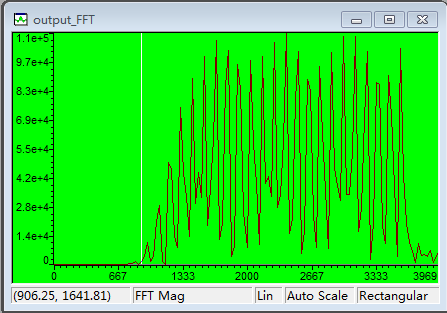 output_FFT
1.1e+5
9.7e+4
8.3e+4
6.9e+4
5.5e+4
4.2e+4
2.8e+4
1.4e+4
0
0 667 1333 2000 2667 3333 3969
(906.25, 1641.81) FFT Mag Lin Auto Scale Rectangular